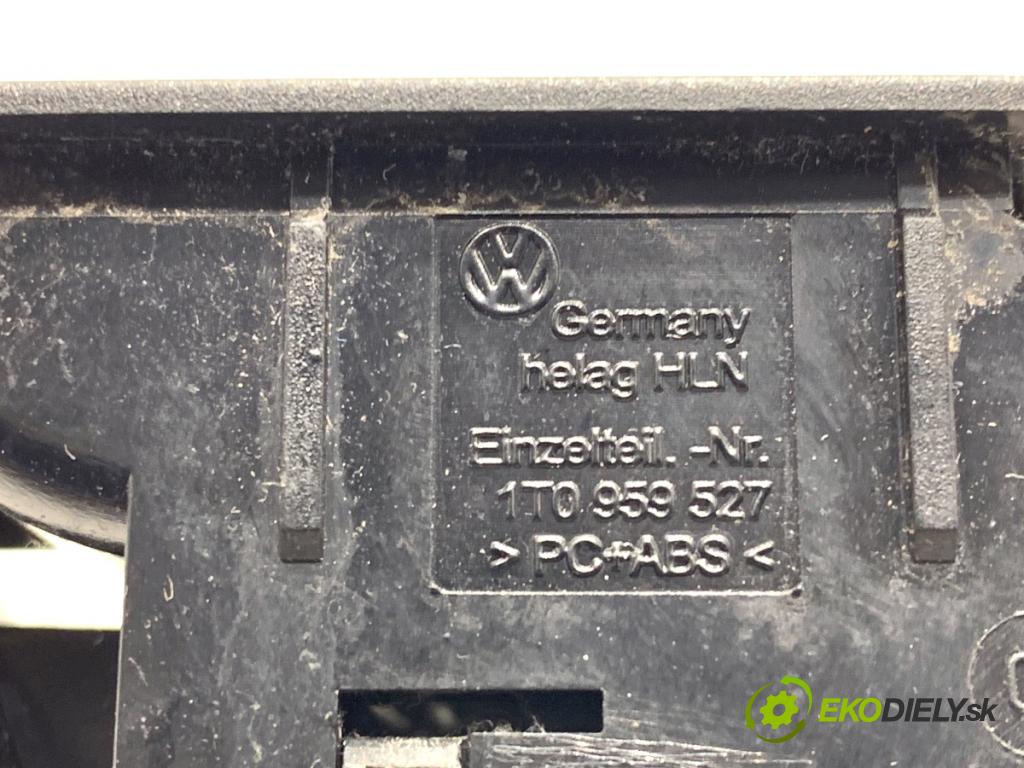 Germany
helag HLN
Einzelteil. -Nr.
1T0 959 527
> PC+ABS <
EKODIELY.sk